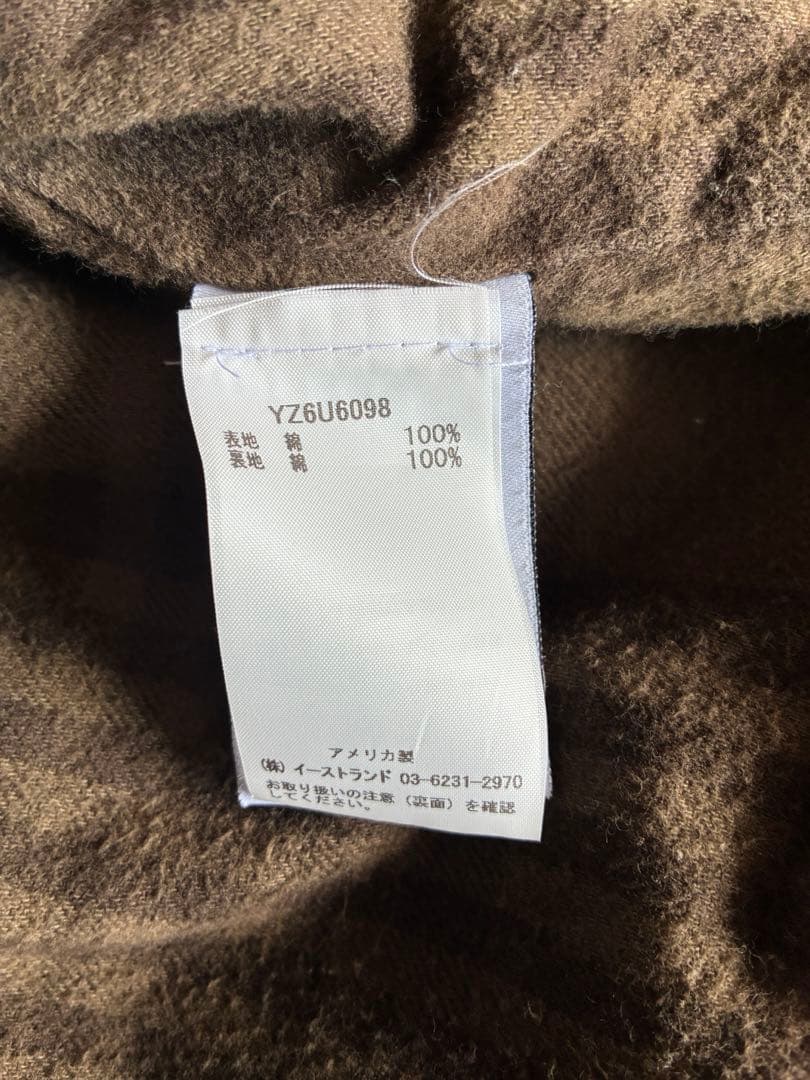 YZ6U6098
表地 綿 100%
裏地 綿 100%
アメリカ製
(株) イーストランド 03-6231-2970
お取り扱いの注意 (裏面) を確認
してください。